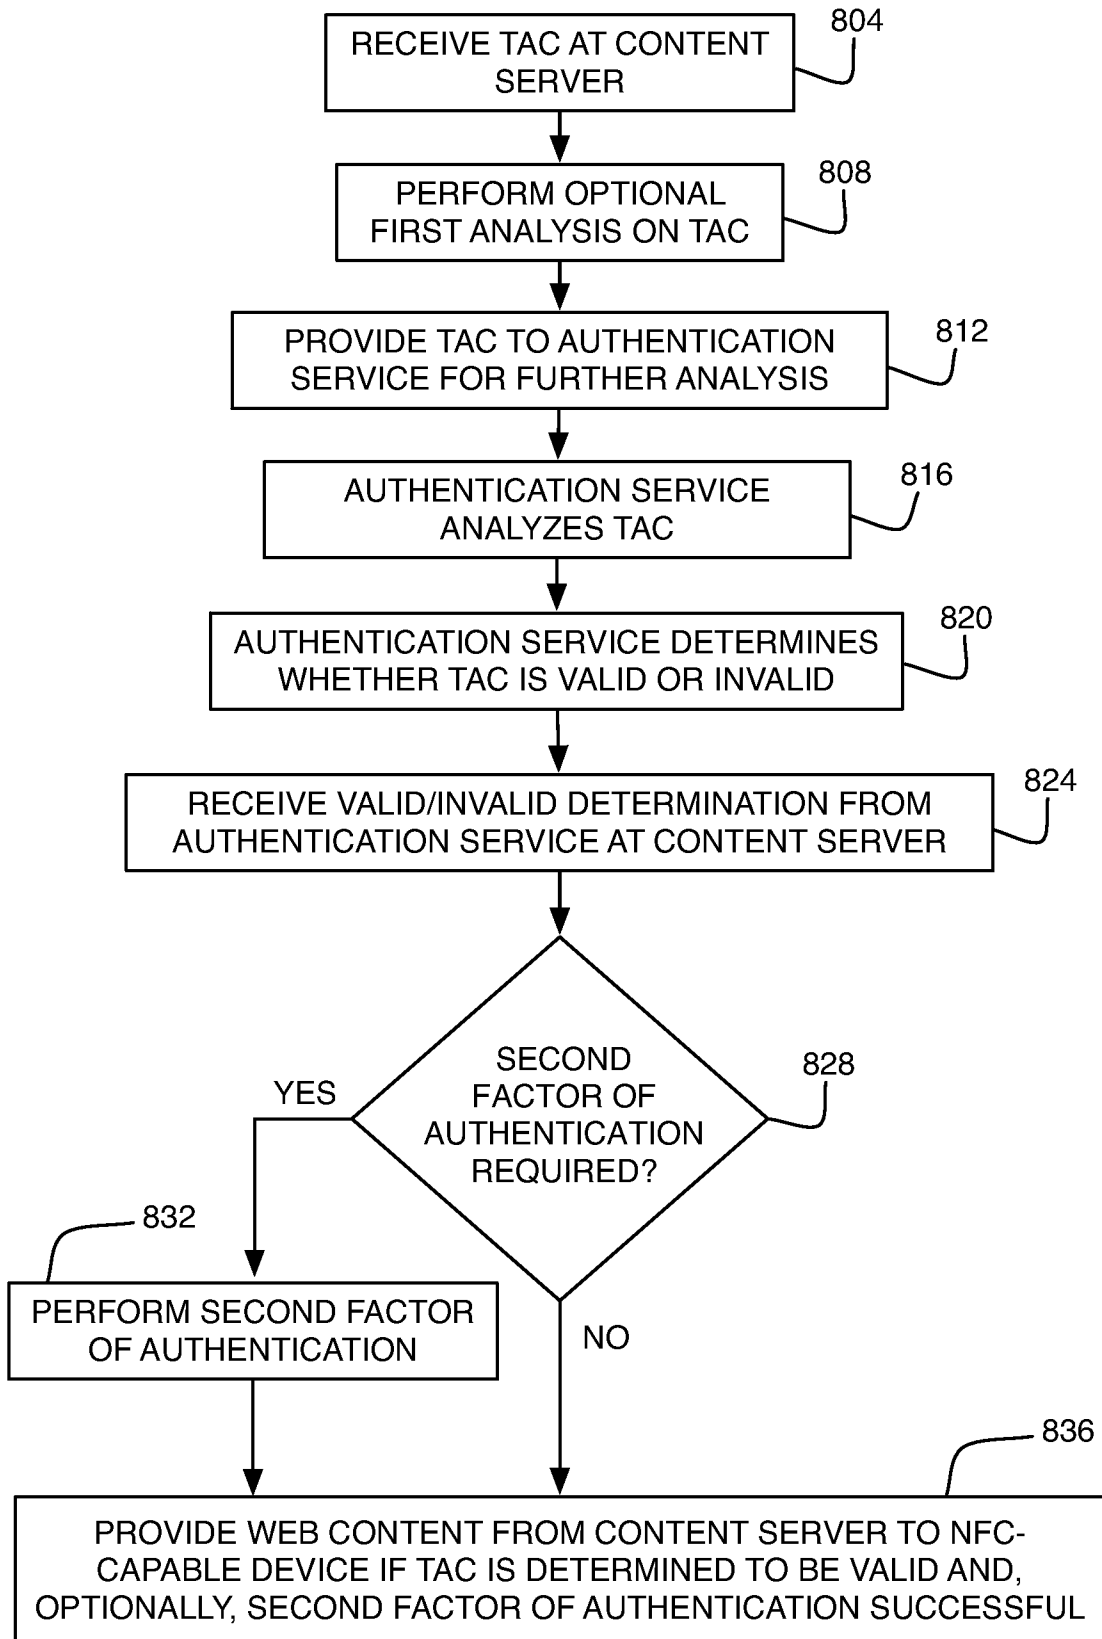 804
RECEIVE TAC AT CONTENT
SERVER
808
PERFORM OPTIONAL
FIRST ANALYSIS ON TAC
812
PROVIDE TAC TO AUTHENTICATION
SERVICE FOR FURTHER ANALYSIS
816
AUTHENTICATION SERVICE
ANALYZES TAC
820
AUTHENTICATION SERVICE DETERMINES
WHETHER TAC IS VALID OR INVALID
824
RECEIVE VALID/INVALID DETERMINATION FROM
AUTHENTICATION SERVICE AT CONTENT SERVER
828
SECOND
FACTOR OF
AUTHENTICATION
REQUIRED?
YES
832
PERFORM SECOND FACTOR
OF AUTHENTICATION
NO
836
PROVIDE WEB CONTENT FROM CONTENT SERVER TO NFC-
CAPABLE DEVICE IF TAC IS DETERMINED TO BE VALID AND,
OPTIONALLY, SECOND FACTOR OF AUTHENTICATION SUCCESSFUL